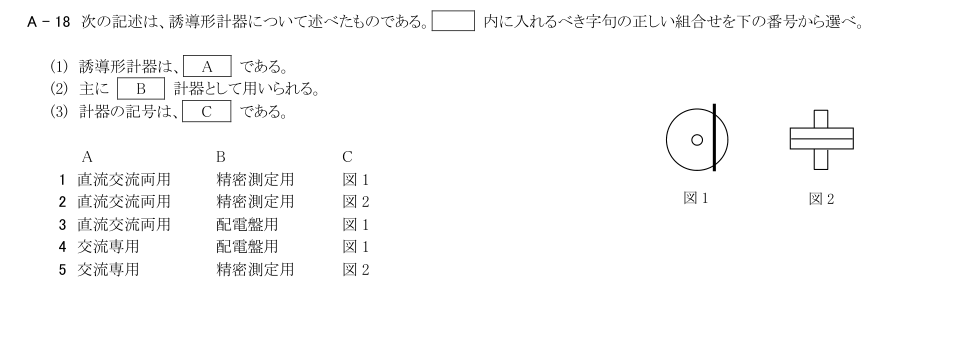 A－18 次の記述は、誘導形計器について述べたものである。 内に入れるべき字句の正しい組合せを下の番号から選べ。
(1) 誘導形計器は、 A である。
(2) 主に B 計器として用いられる。
(3) 計器の記号は、 C である。
A B C
1 直流交流両用 精密測定用 図1
2 直流交流両用 精密測定用 図2
3 直流交流両用 配電盤用 図1
4 交流専用 配電盤用 図1
5 交流専用 精密測定用 図2
図1 図2